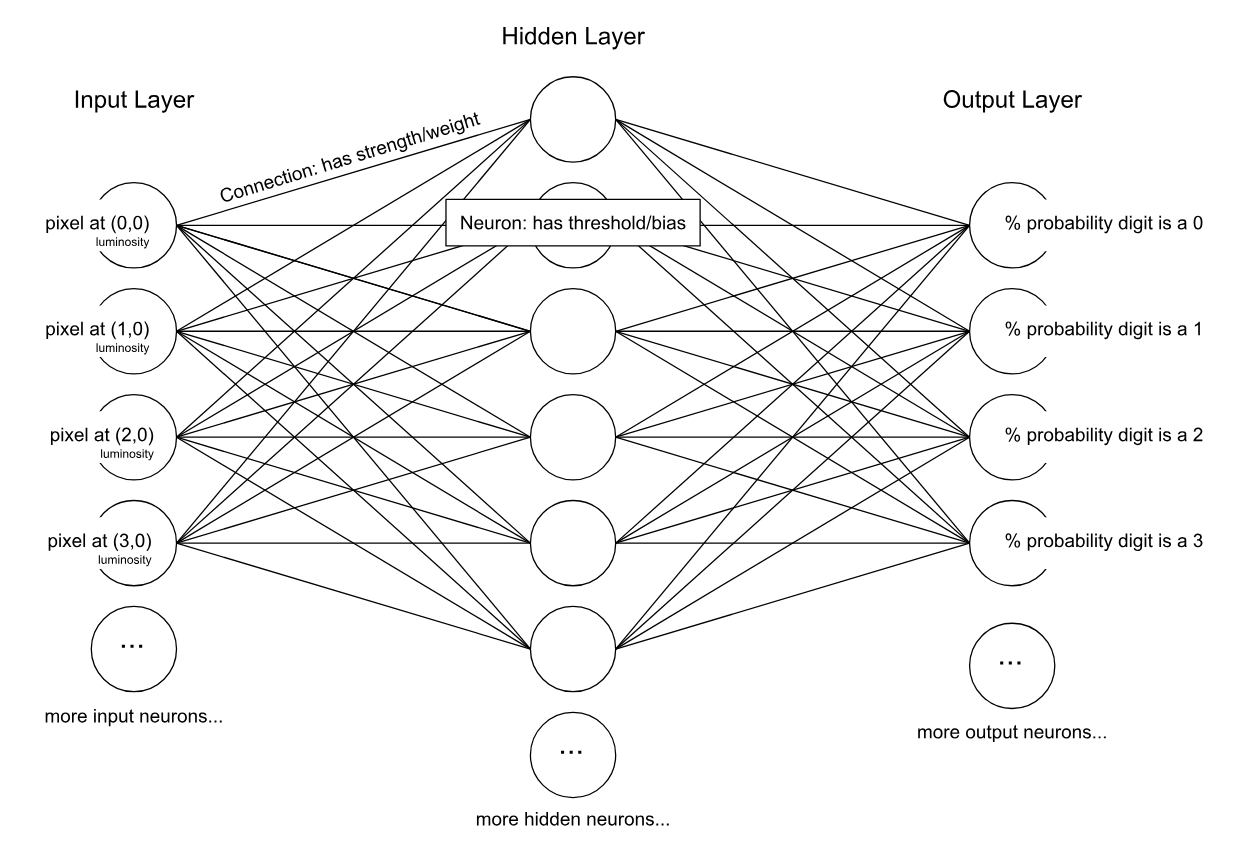 Hidden Layer
Input Layer
Output Layer
Connection: has strength/weight
pixel at (0,0)
luminosity
Neuron: has threshold/bias
% probability digit is a 0
pixel at (1,0)
luminosity
% probability digit is a 1
pixel at (2,0)
luminosity
% probability digit is a 2
pixel at (3,0)
luminosity
% probability digit is a 3
...
...
more input neurons...
more output neurons...
...
more hidden neurons...